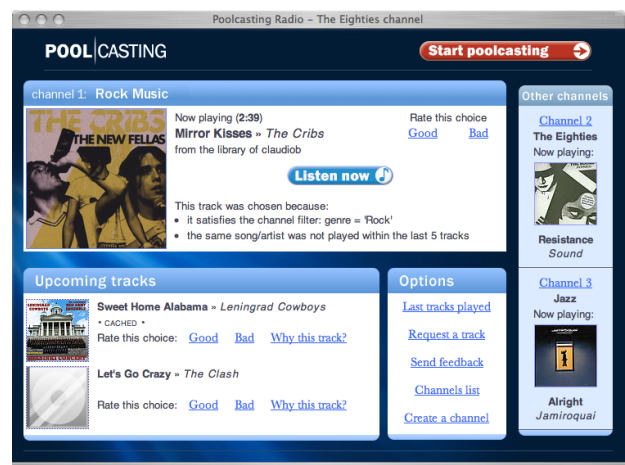 Poolcasting Radio – The Eighties channel
POOL|CASTING
Start poolcasting
channel 1: Rock Music
THE CRIBS
THE NEW FELLAS
Now playing (2:39)
Mirror Kisses » The Cribs
from the library of claudiob
Rate this choice
Good Bad
Listen now
This track was chosen because:
• it satisfies the channel filter: genre = 'Rock'
• the same song/artist was not played within the last 5 tracks
Other channels
Channel 2
The Eighties
Now playing:
Resistance
Sound
Channel 3
Jazz
Now playing:
Alright
Jamiroquai
Upcoming tracks
Sweet Home Alabama » Leningrad Cowboys
• CACHED •
Rate this choice: Good Bad Why this track?
Let's Go Crazy » The Clash
Rate this choice: Good Bad Why this track?
Options
Last tracks played
Request a track
Send feedback
Channels list
Create a channel